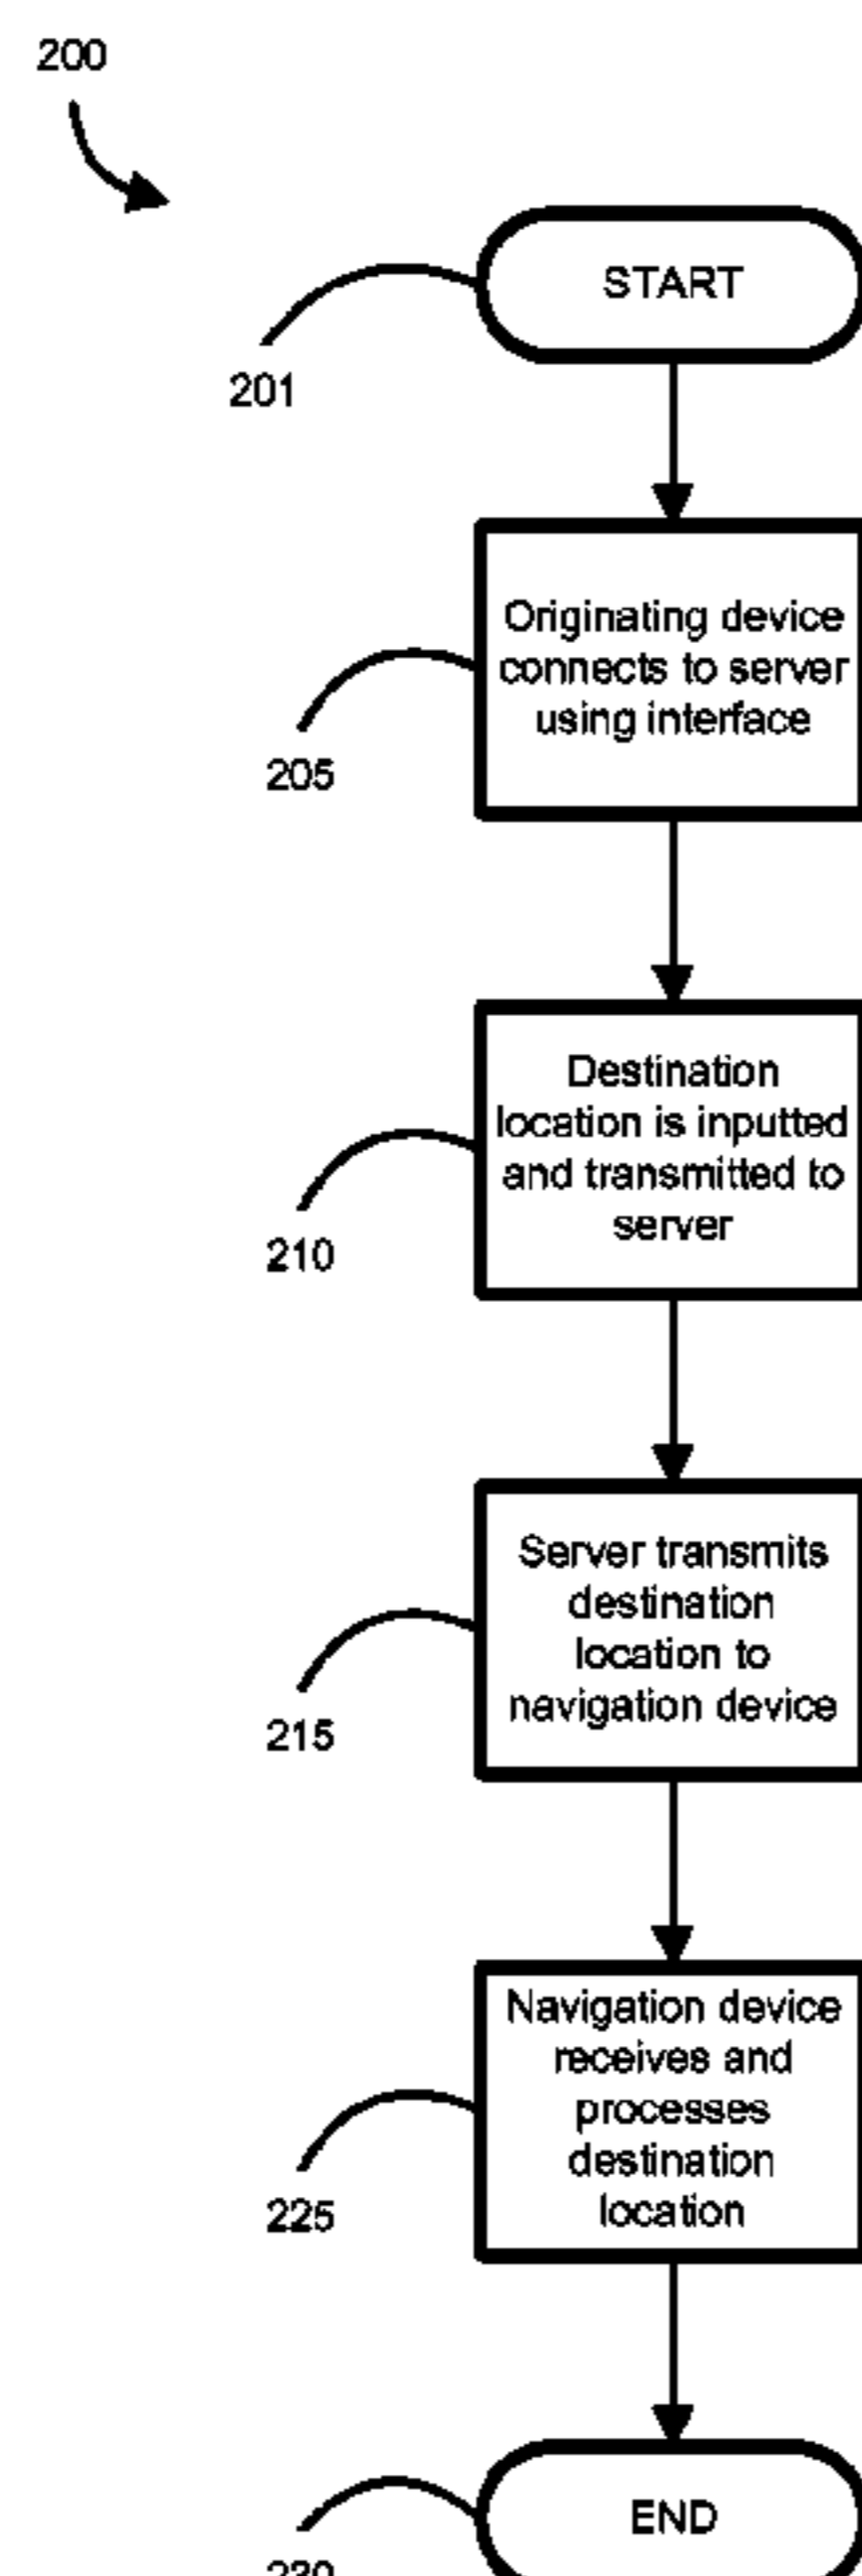 200
START
201
Originating device
connects to server
using interface
205
Destination
location is inputted
and transmitted to
server
210
Server transmits
destination
location to
navigation device
215
Navigation device
receives and
processes
destination
location
225
END
230